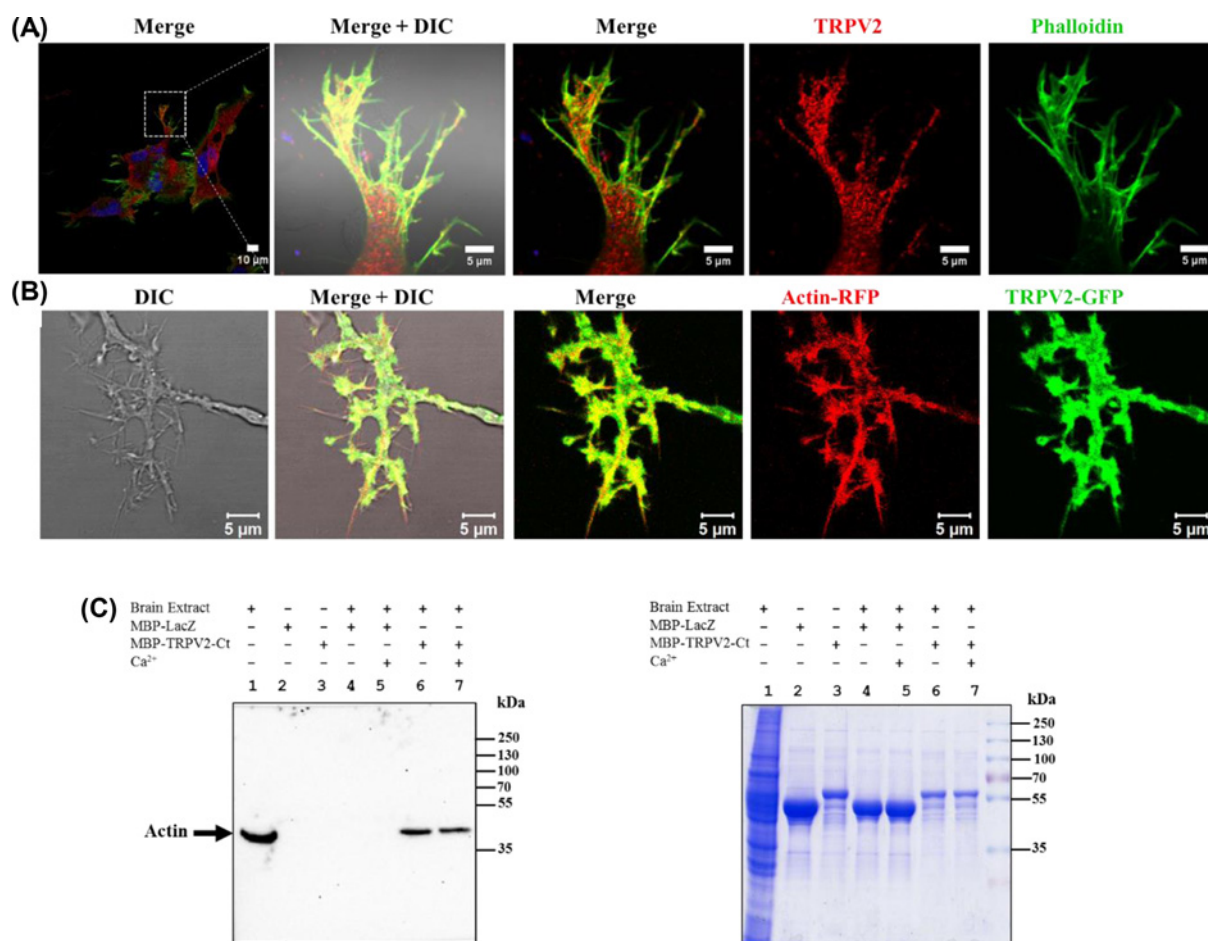 (A)
Merge Merge + DIC Merge TRPV2 Phalloidin
10 µm 5 µm 5 µm 5 µm 5 µm
(B)
DIC Merge + DIC Merge Actin-RFP TRPV2-GFP
5 µm 5 µm 5 µm 5 µm 5 µm
(C)
Brain Extract + − − + + + +
MBP-LacZ − + − + + − −
MBP-TRPV2-Ct − − + − − + +
Ca²⁺ − − − − + − +
1 2 3 4 5 6 7
kDa
250
130
100
70
55
Actin
35
Brain Extract + − − + + + +
MBP-LacZ − + − + + − −
MBP-TRPV2-Ct − − + − − + +
Ca²⁺ − − − − + − +
1 2 3 4 5 6 7
kDa
250
130
100
70
55
35